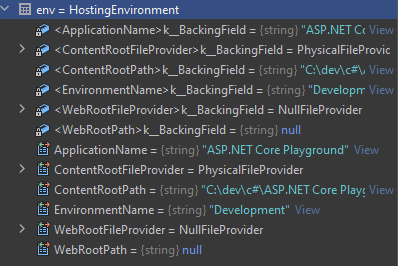 env = HostingEnvironment
<ApplicationName>k__BackingField = {string} "ASP.NET Co View
<ContentRootFileProvider>k__BackingField = PhysicalFileProvic
<ContentRootPath>k__BackingField = {string} "C:\dev\c#\A View
<EnvironmentName>k__BackingField = {string} "Developm View
<WebRootFileProvider>k__BackingField = NullFileProvider
<WebRootPath>k__BackingField = {string} null
ApplicationName = {string} "ASP.NET Core Playground" View
ContentRootFileProvider = PhysicalFileProvider
ContentRootPath = {string} "C:\dev\c#\ASP.NET Core Playg View
EnvironmentName = {string} "Development" View
WebRootFileProvider = NullFileProvider
WebRootPath = {string} null